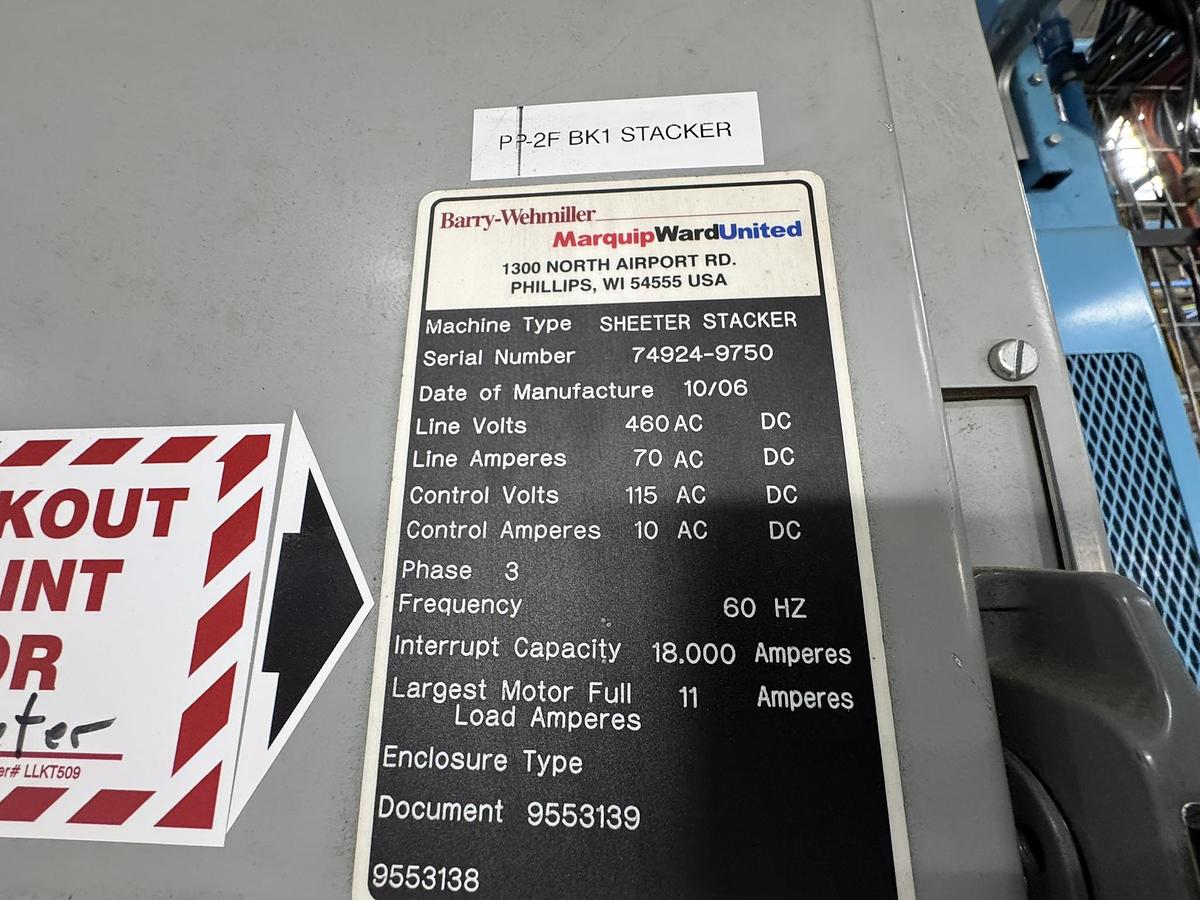 PP-2F BK1 STACKER
Barry-Wehmiller
MarquipWardUnited
1300 NORTH AIRPORT RD.
PHILLIPS, WI 54555 USA
Machine Type SHEETER STACKER
Serial Number 74924-9750
Date of Manufacture 10/06
Line Volts 460 AC DC
Line Amperes 70 AC DC
Control Volts 115 AC DC
Control Amperes 10 AC DC
Phase 3
Frequency 60 HZ
Interrupt Capacity 18.000 Amperes
Largest Motor Full 11 Amperes
Load Amperes
Enclosure Type
Document 9553139
9553138
KOUT
INT
OR
eter
er# LLKT509